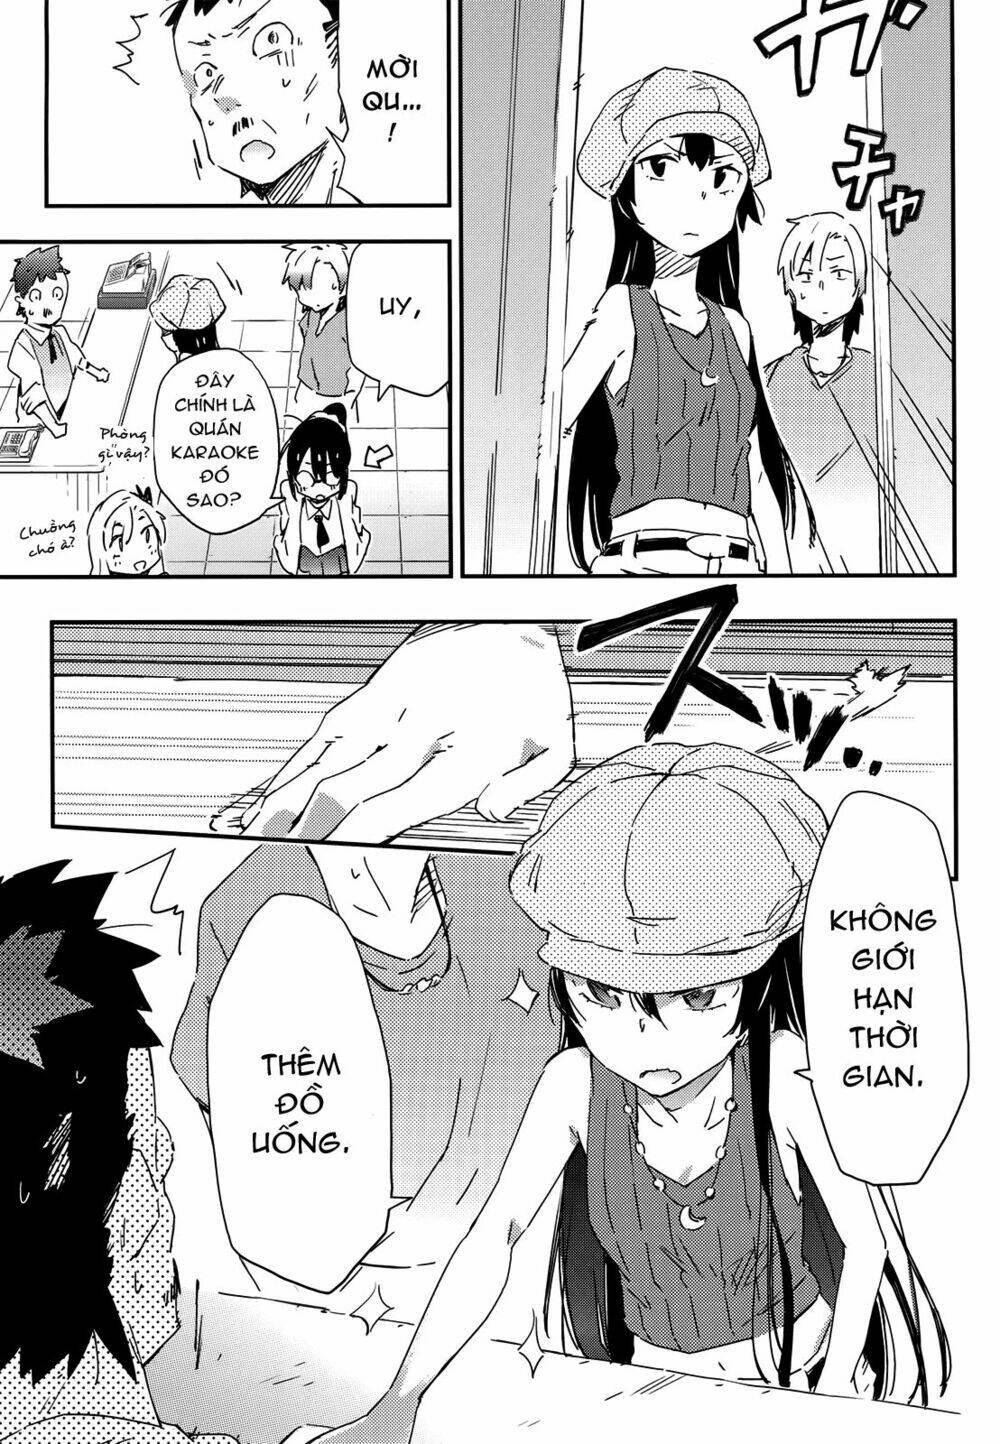 ガ
チャ
MỜI
QU...
!
UY,
ĐÂY
CHÍNH LÀ
QUÁN
KARAOKE
ĐÓ
SAO?
Phòng
gì vậy?
Chuồng
chó à?
ス
ッ...
KHÔNG
GIỚI
HẠN
THỜI
GIAN.
THÊM
ĐỒ
UỐNG.